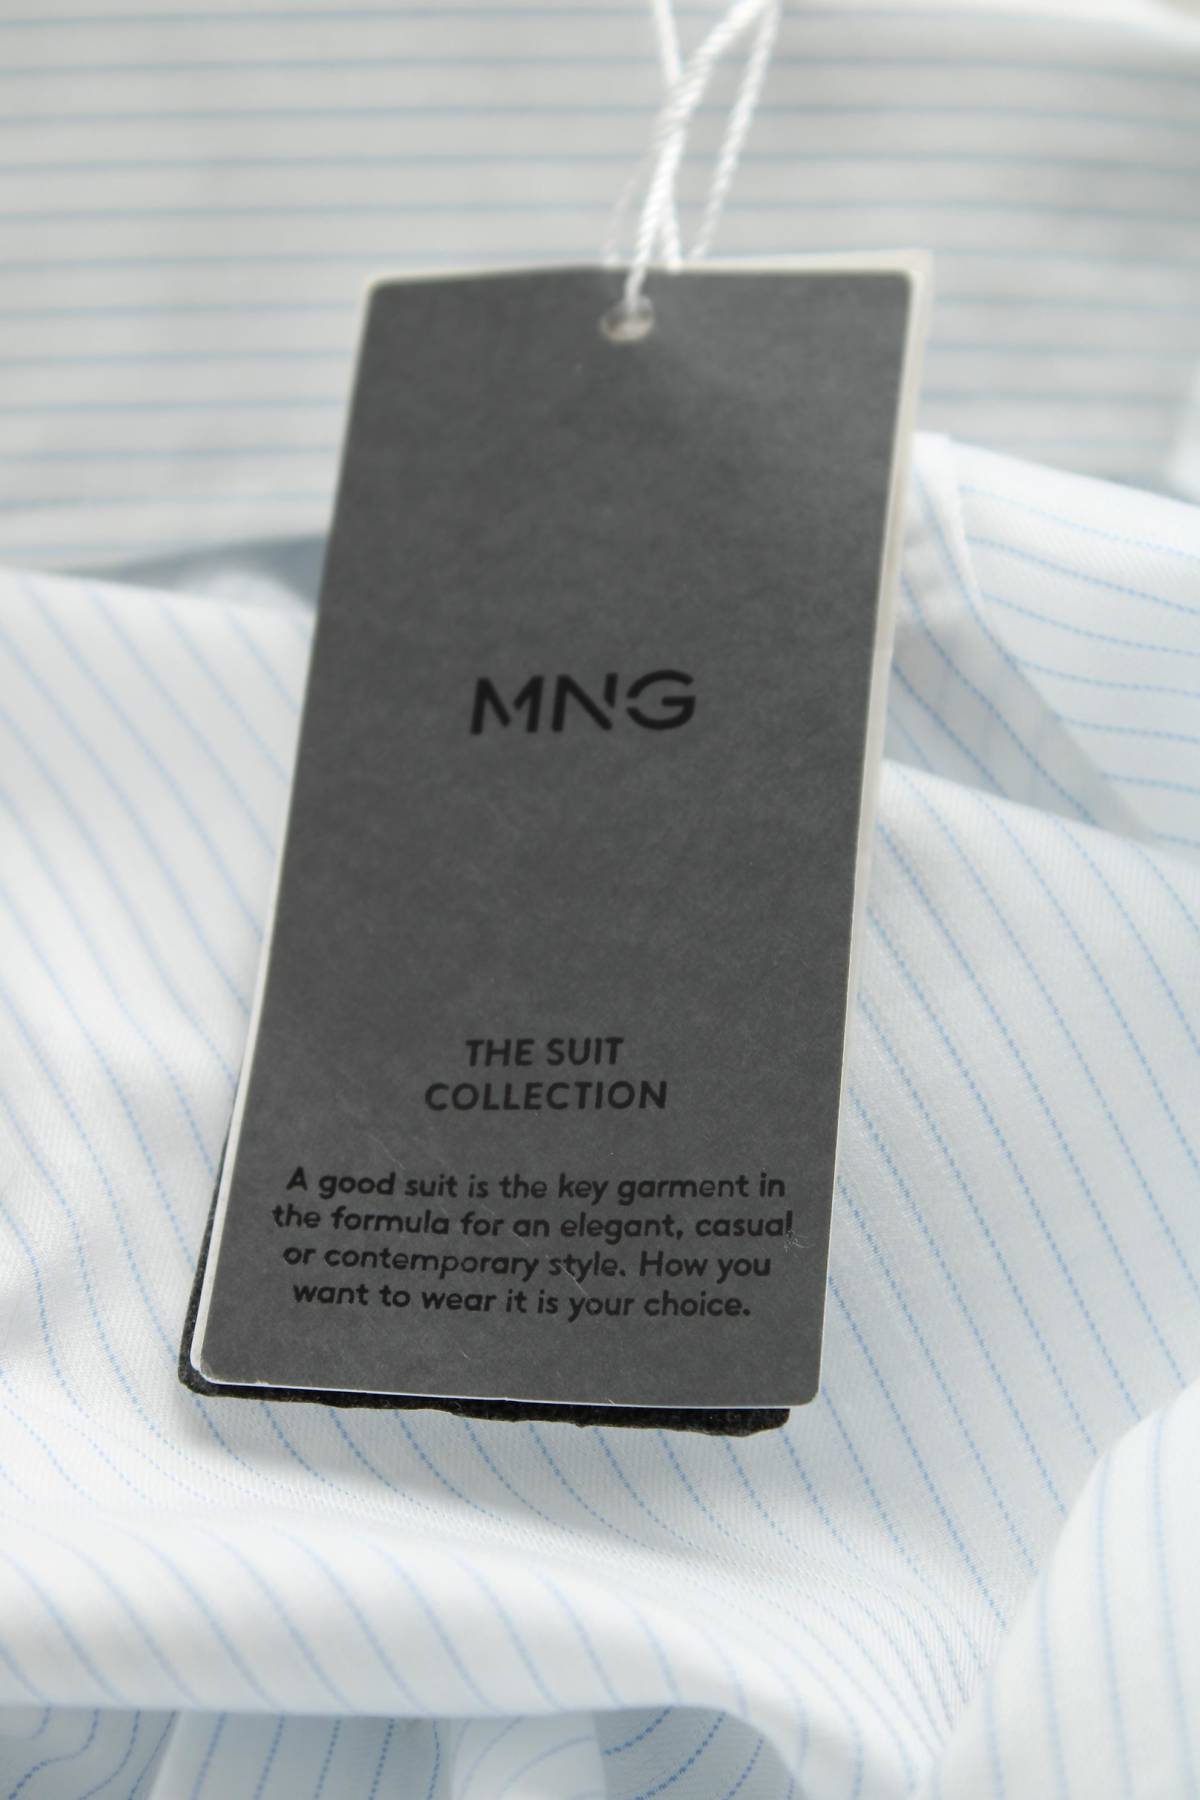 MNG
THE SUIT
COLLECTION
A good suit is the key garment in
the formula for an elegant, casual
or contemporary style. How you
want to wear it is your choice.